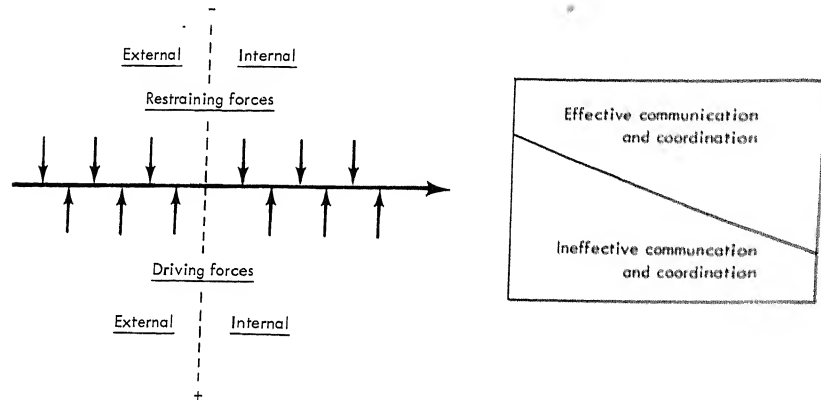 -
External Internal
Restraining forces
Driving forces
External Internal
+
Effective communication
and coordination
Ineffective communcation
and coordination